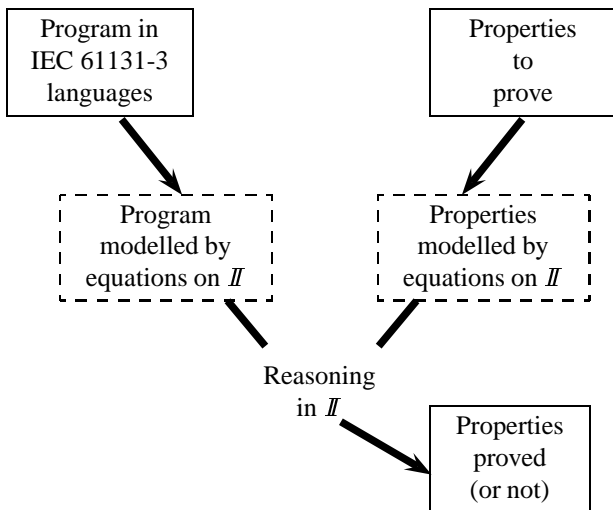 Program in
IEC 61131-3
languages
Properties
to
prove
Program
modelled by
equations on 𝕀
Properties
modelled by
equations on 𝕀
Reasoning
in 𝕀
Properties
proved
(or not)